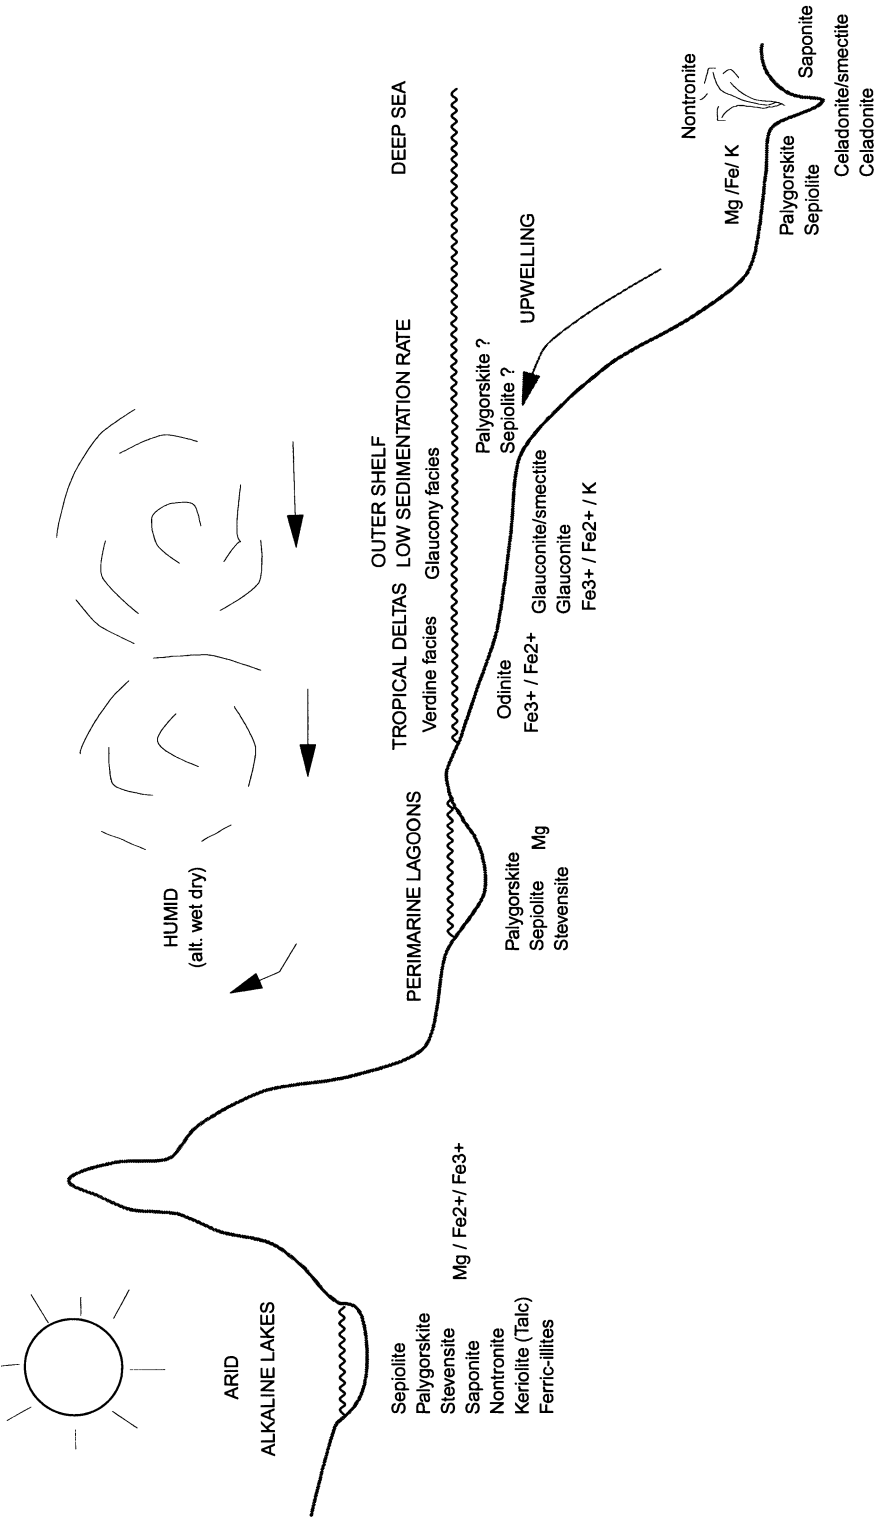 ARID
ALKALINE LAKES
Sepiolite
Palygorskite
Stevensite
Saponite
Nontronite
Keriolite (Talc)
Ferric-illites
Mg / Fe2+/ Fe3+
HUMID
(alt. wet dry)
PERIMARINE LAGOONS
Palygorskite
Sepiolite Mg
Stevensite
TROPICAL DELTAS
Verdine facies
Odinite
Fe3+ / Fe2+
OUTER SHELF
LOW SEDIMENTATION RATE
Glaucony facies
Glauconite/smectite
Glauconite
Fe3+ / Fe2+ / K
Palygorskite ?
Sepiolite ?
UPWELLING
DEEP SEA
Nontronite
Mg /Fe/ K
Palygorskite
Sepiolite
Saponite
Celadonite/smectite
Celadonite